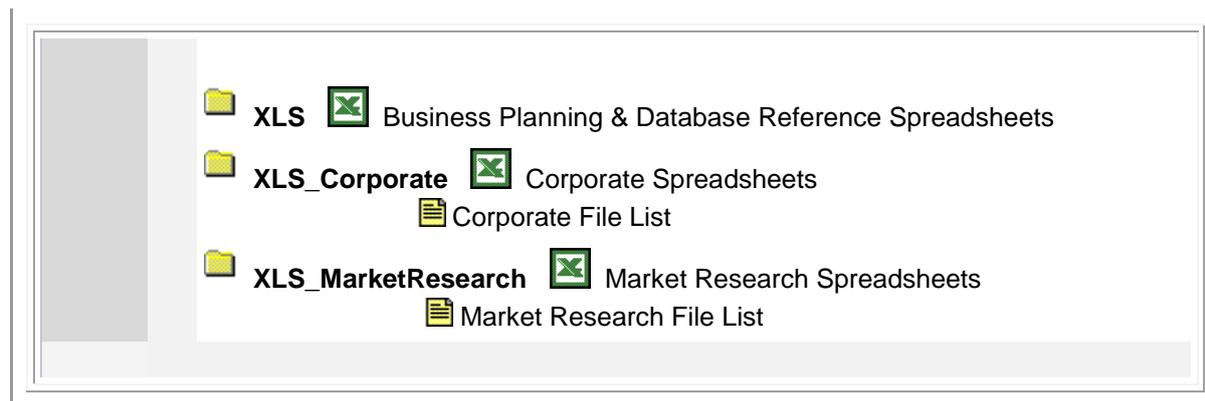 XLS Business Planning & Database Reference Spreadsheets
XLS_Corporate Corporate Spreadsheets
Corporate File List
XLS_MarketResearch Market Research Spreadsheets
Market Research File List